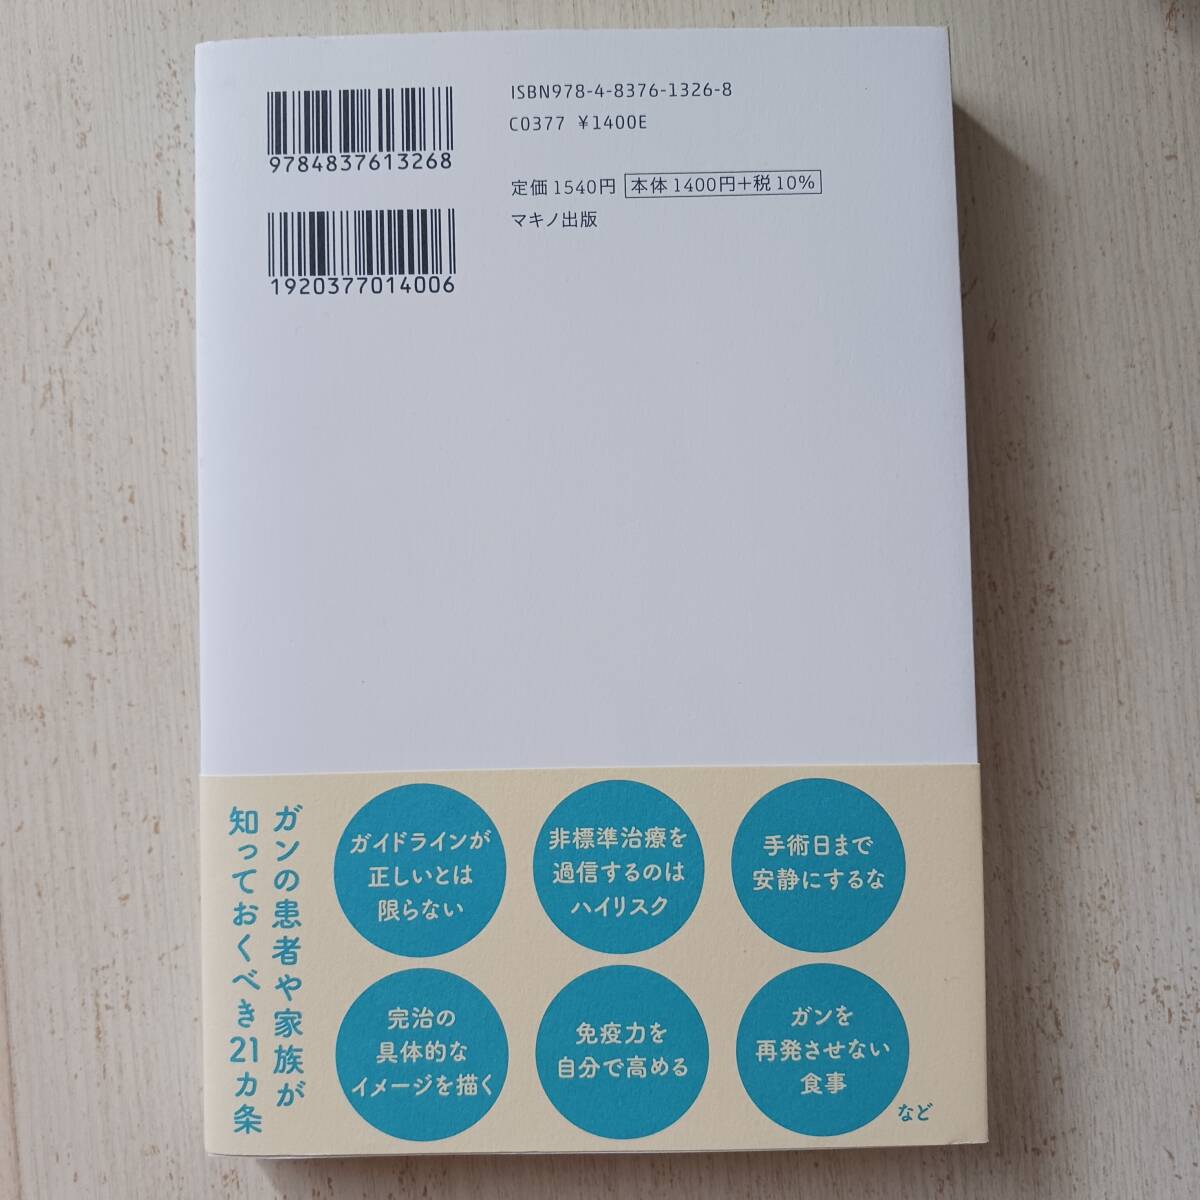 9784837613268
1920377014006
ISBN978-4-8376-1326-8
C0377 ¥1400E
定価1540円 本体1400円+税10%
マキノ出版
ガンの患者や家族が
知っておくべき21カ条
ガイドラインが
正しいとは
限らない
非標準治療を
過信するのは
ハイリスク
手術日まで
安静にするな
完治の
具体的な
イメージを描く
免疫力を
自分で高める
ガンを
再発させない
食事
など